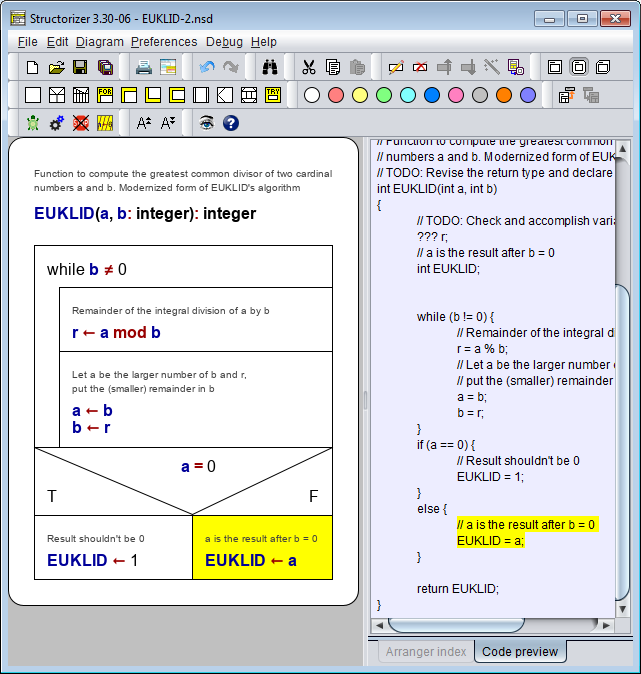 Structorizer 3.30-06 - EUKLID-2.nsd
File Edit Diagram Preferences Debug Help
FOR
TRY
A
A
?
Function to compute the greatest common divisor of two cardinal
numbers a and b. Modernized form of EUKLID's algorithm
EUKLID(a, b: integer): integer
while b ≠ 0
Remainder of the integral division of a by b
r ← a mod b
Let a be the larger number of b and r,
put the (smaller) remainder in b
a ← b
b ← r
a = 0
T F
Result shouldn't be 0
EUKLID ← 1
a is the result after b = 0
EUKLID ← a
// Function to compute the greatest common
// numbers a and b. Modernized form of EUK
// TODO: Revise the return type and declare
int EUKLID(int a, int b)
{
// TODO: Check and accomplish varia
??? r;
// a is the result after b = 0
int EUKLID;
while (b != 0) {
// Remainder of the integral di
r = a % b;
// Let a be the larger number
// put the (smaller) remainder
a = b;
b = r;
}
if (a == 0) {
// Result shouldn't be 0
EUKLID = 1;
}
else {
// a is the result after b = 0
EUKLID = a;
}
return EUKLID;
}
Arranger index Code preview